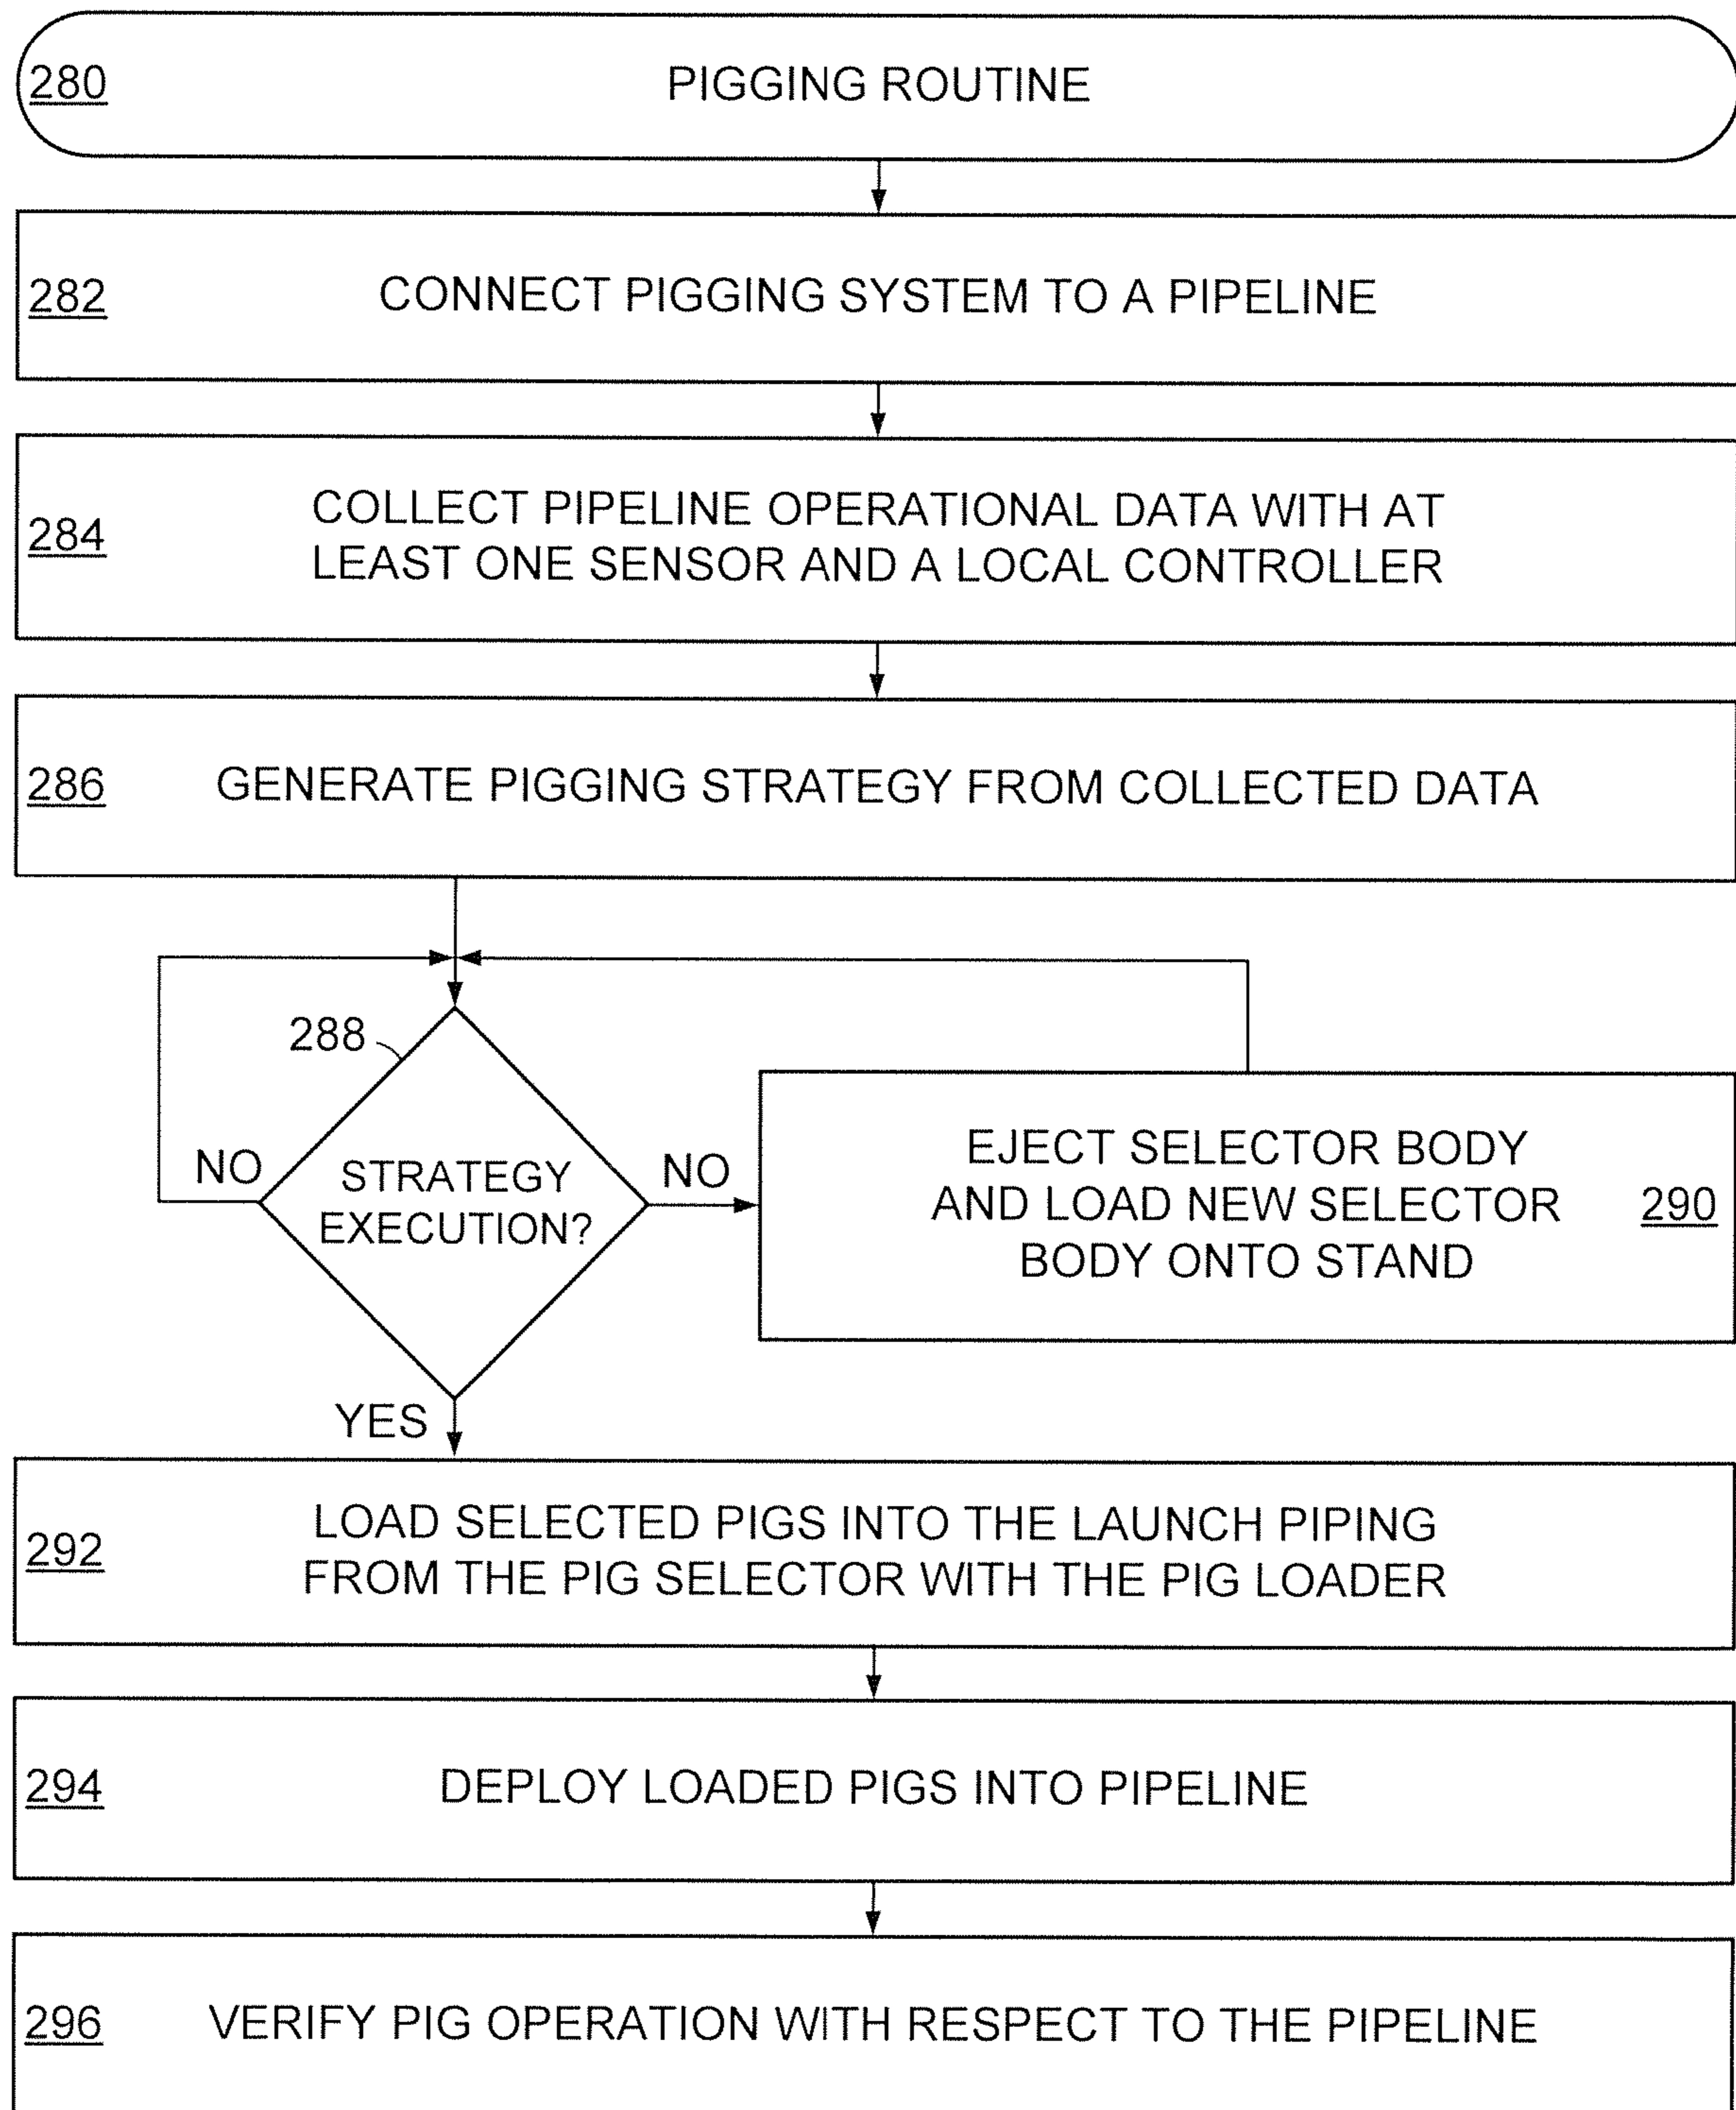 280
PIGGING ROUTINE
282
CONNECT PIGGING SYSTEM TO A PIPELINE
284
COLLECT PIPELINE OPERATIONAL DATA WITH AT
LEAST ONE SENSOR AND A LOCAL CONTROLLER
286
GENERATE PIGGING STRATEGY FROM COLLECTED DATA
288
NO
STRATEGY
EXECUTION?
NO
EJECT SELECTOR BODY
AND LOAD NEW SELECTOR
BODY ONTO STAND
290
YES
292
LOAD SELECTED PIGS INTO THE LAUNCH PIPING
FROM THE PIG SELECTOR WITH THE PIG LOADER
294
DEPLOY LOADED PIGS INTO PIPELINE
296
VERIFY PIG OPERATION WITH RESPECT TO THE PIPELINE